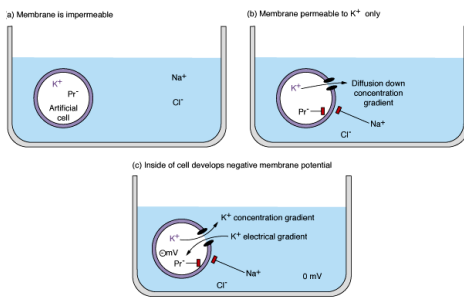 (a) Membrane is impermeable
K⁺
Pr⁻
Artificial
cell
Na⁺
Cl⁻
(b) Membrane permeable to K⁺ only
K⁺
Diffusion down
concentration
gradient
Pr⁻
Na⁺
Cl⁻
(c) Inside of cell develops negative membrane potential
K⁺ concentration gradient
K⁺
K⁺ electrical gradient
⊖mV
Pr⁻
Na⁺
0 mV
Cl⁻